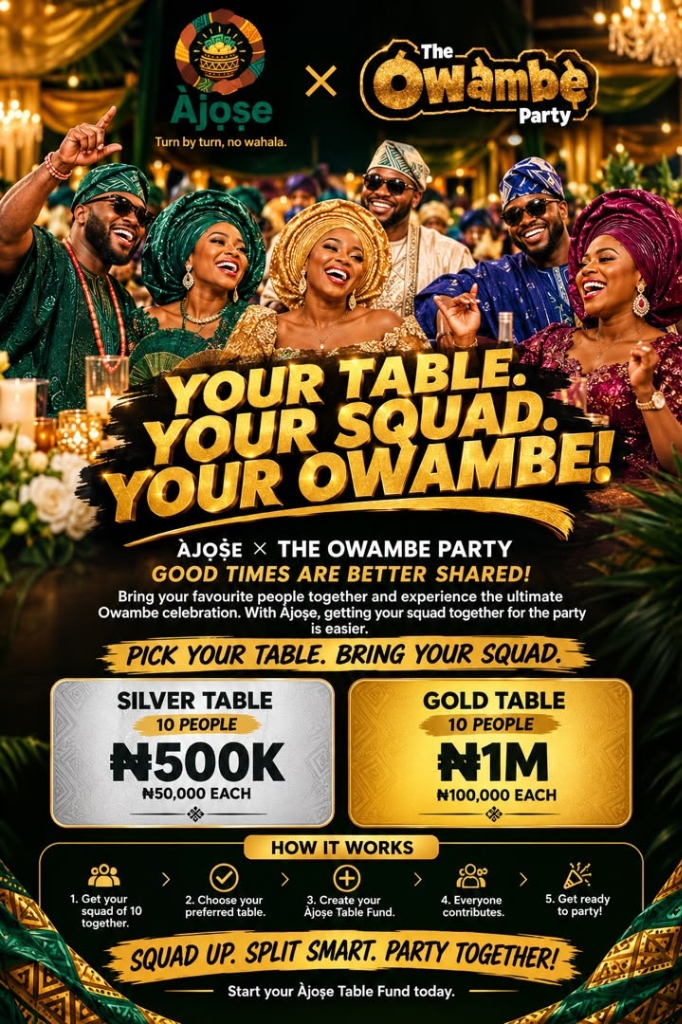 Àjọṣe
Turn by turn, no wahala.
×
The
Owàmbẹ̀
Party
YOUR TABLE.
YOUR SQUAD.
YOUR OWAMBE!
ÀJỌṢE × THE OWAMBE PARTY
GOOD TIMES ARE BETTER SHARED!
Bring your favourite people together and experience the ultimate
Owambe celebration. With Àjọṣe, getting your squad together for the party
is easier.
PICK YOUR TABLE. BRING YOUR SQUAD.
SILVER TABLE
10 PEOPLE
₦500K
₦50,000 EACH
GOLD TABLE
10 PEOPLE
₦1M
₦100,000 EACH
HOW IT WORKS
1. Get your
squad of 10
together.
2. Choose your
preferred table.
3. Create your
Àjọṣe Table Fund.
4. Everyone
contributes.
5. Get ready
to party!
SQUAD UP. SPLIT SMART. PARTY TOGETHER!
Start your Àjọṣe Table Fund today.